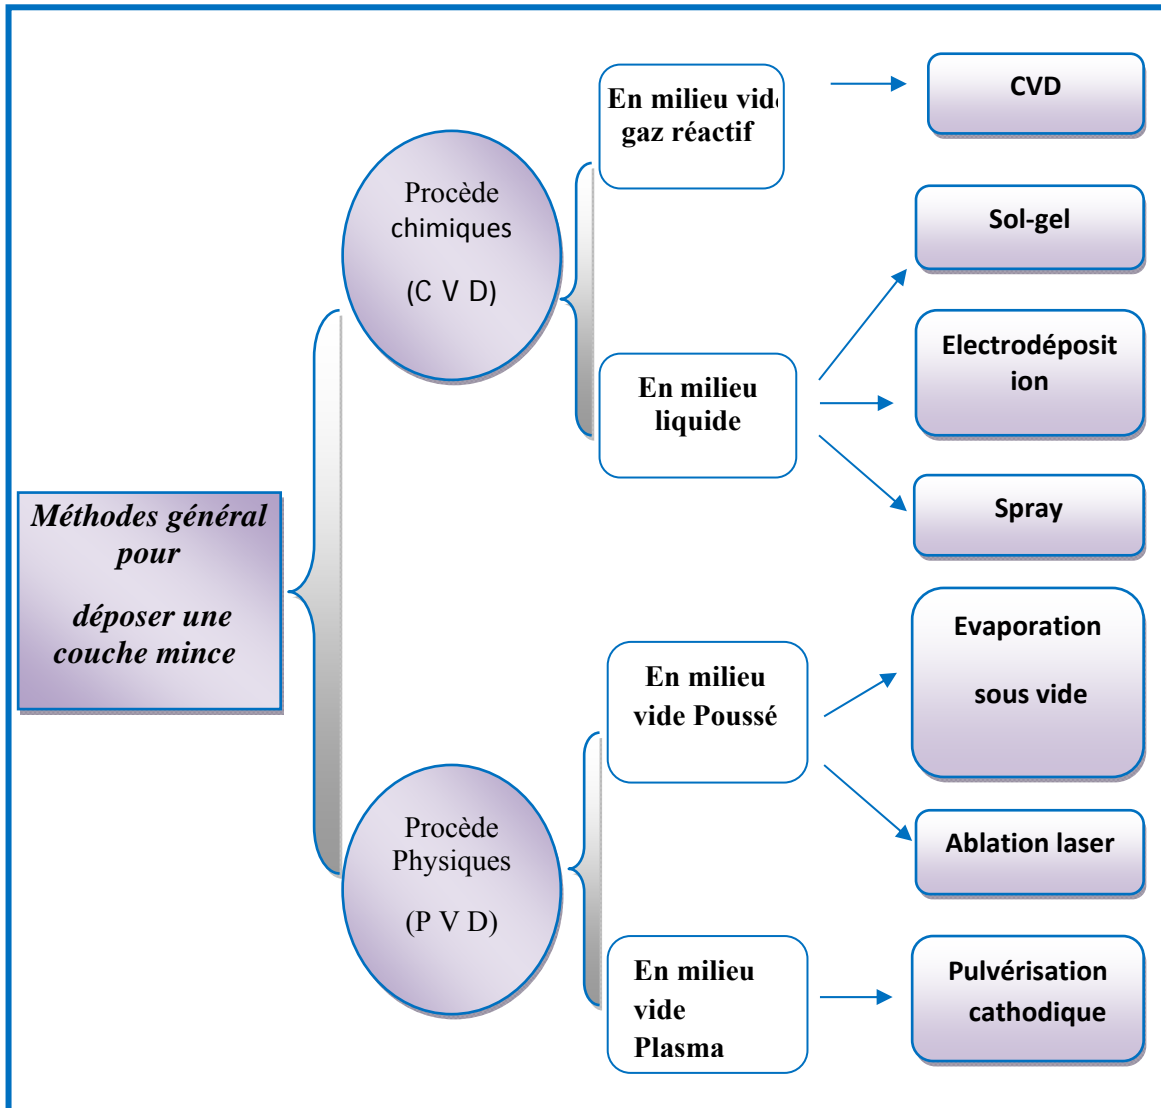 Méthodes général
pour
déposer une
couche mince
Procède
chimiques
(C V D)
En milieu vid
gaz réactif
CVD
En milieu
liquide
Sol-gel
Electrodéposit
ion
Spray
Procède
Physiques
(P V D)
En milieu
vide Poussé
Evaporation
sous vide
Ablation laser
En milieu
vide
Plasma
Pulvérisation
cathodique